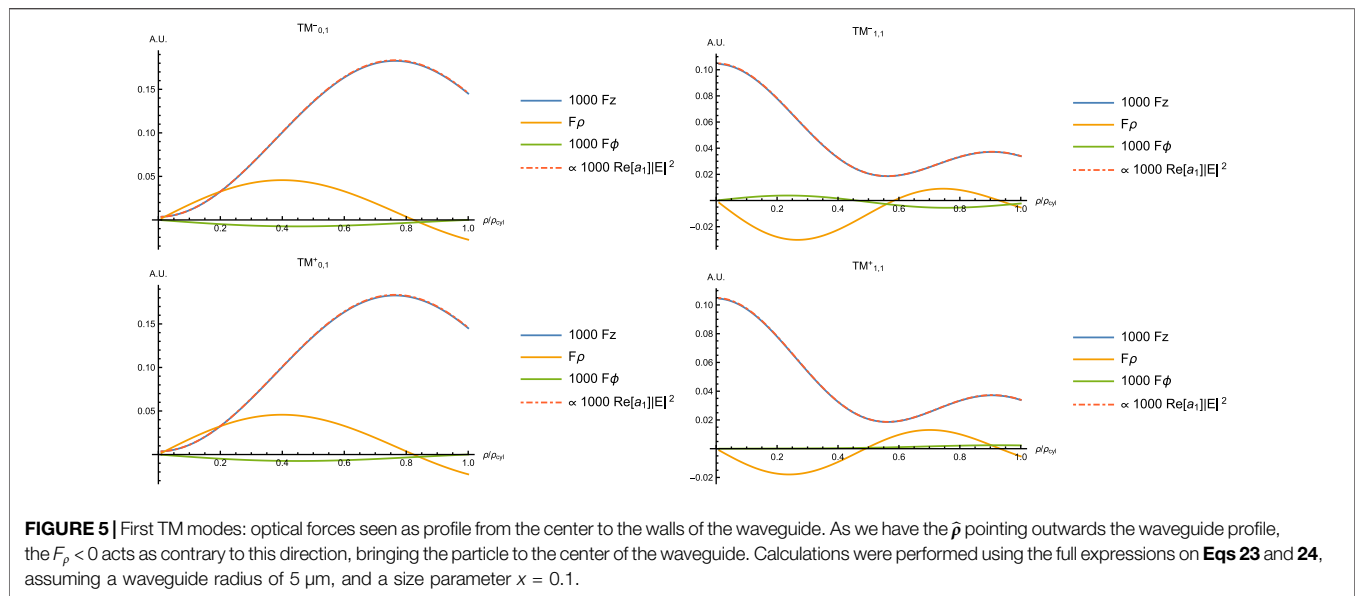 TM⁻₀,₁
A.U.
0.15
0.10
0.05
0.2 0.4 0.6 0.8 1.0
ρ/ρcyl
1000 Fz
Fρ
1000 Fϕ
∝ 1000 Re[a₁]|E|²
TM⁻₁,₁
A.U.
0.10
0.08
0.06
0.04
0.02
-0.02
0.2 0.4 0.6 0.8 1.0
ρ/ρcyl
1000 Fz
Fρ
1000 Fϕ
∝ 1000 Re[a₁]|E|²
TM⁺₀,₁
A.U.
0.15
0.10
0.05
0.2 0.4 0.6 0.8 1.0
ρ/ρcyl
1000 Fz
Fρ
1000 Fϕ
∝ 1000 Re[a₁]|E|²
TM⁺₁,₁
A.U.
0.10
0.08
0.06
0.04
0.02
-0.02
0.2 0.4 0.6 0.8 1.0
ρ/ρcyl
1000 Fz
Fρ
1000 Fϕ
∝ 1000 Re[a₁]|E|²
FIGURE 5 | First TM modes: optical forces seen as profile from the center to the walls of the waveguide. As we have the ρ̂ pointing outwards the waveguide profile,
the Fρ < 0 acts as contrary to this direction, bringing the particle to the center of the waveguide. Calculations were performed using the full expressions on Eqs 23 and 24,
assuming a waveguide radius of 5 μm, and a size parameter x = 0.1.